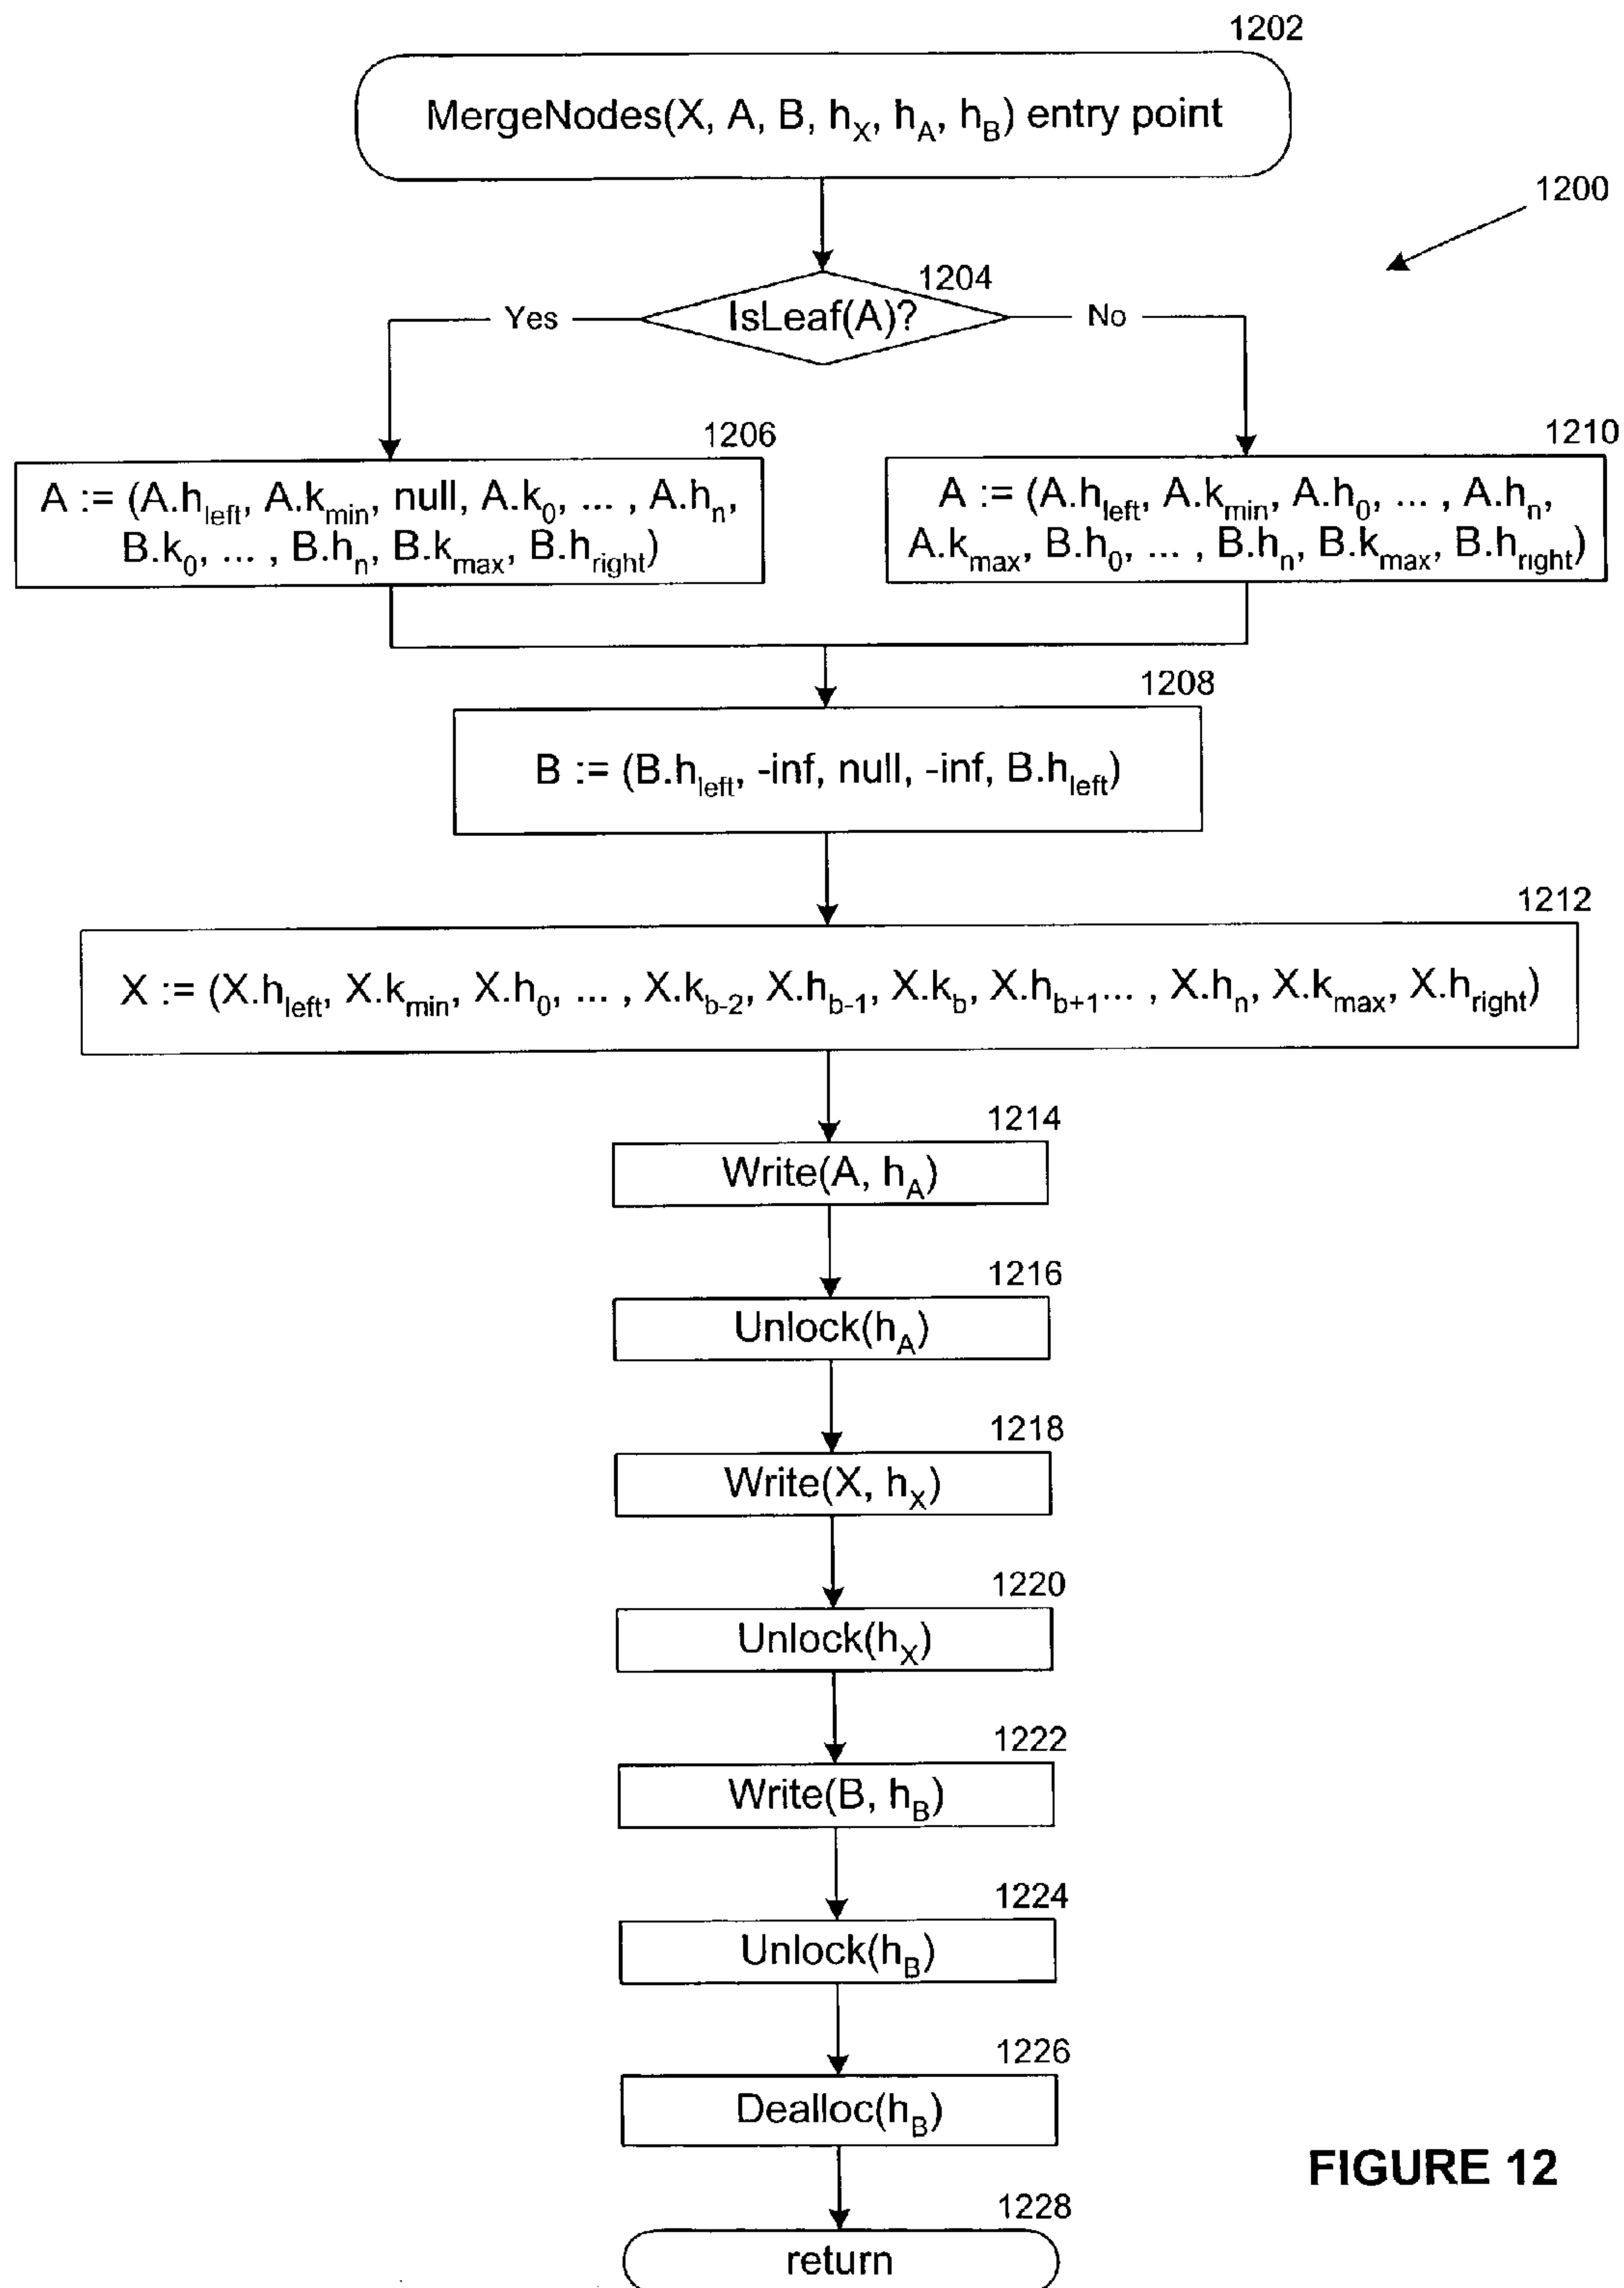 1202
MergeNodes(X, A, B, hX, hA, hB) entry point
1200
1204
Yes
IsLeaf(A)?
No
1206
A := (A.hleft, A.kmin, null, A.k0, ... , A.hn,
B.k0, ... , B.hn, B.kmax, B.hright)
1210
A := (A.hleft, A.kmin, A.h0, ... , A.hn,
A.kmax, B.h0, ... , B.hn, B.kmax, B.hright)
1208
B := (B.hleft, -inf, null, -inf, B.hleft)
1212
X := (X.hleft, X.kmin, X.h0, ... , X.kb-2, X.hb-1, X.kb, X.hb+1... , X.hn, X.kmax, X.hright)
1214
Write(A, hA)
1216
Unlock(hA)
1218
Write(X, hX)
1220
Unlock(hX)
1222
Write(B, hB)
1224
Unlock(hB)
1226
Dealloc(hB)
FIGURE 12
1228
return